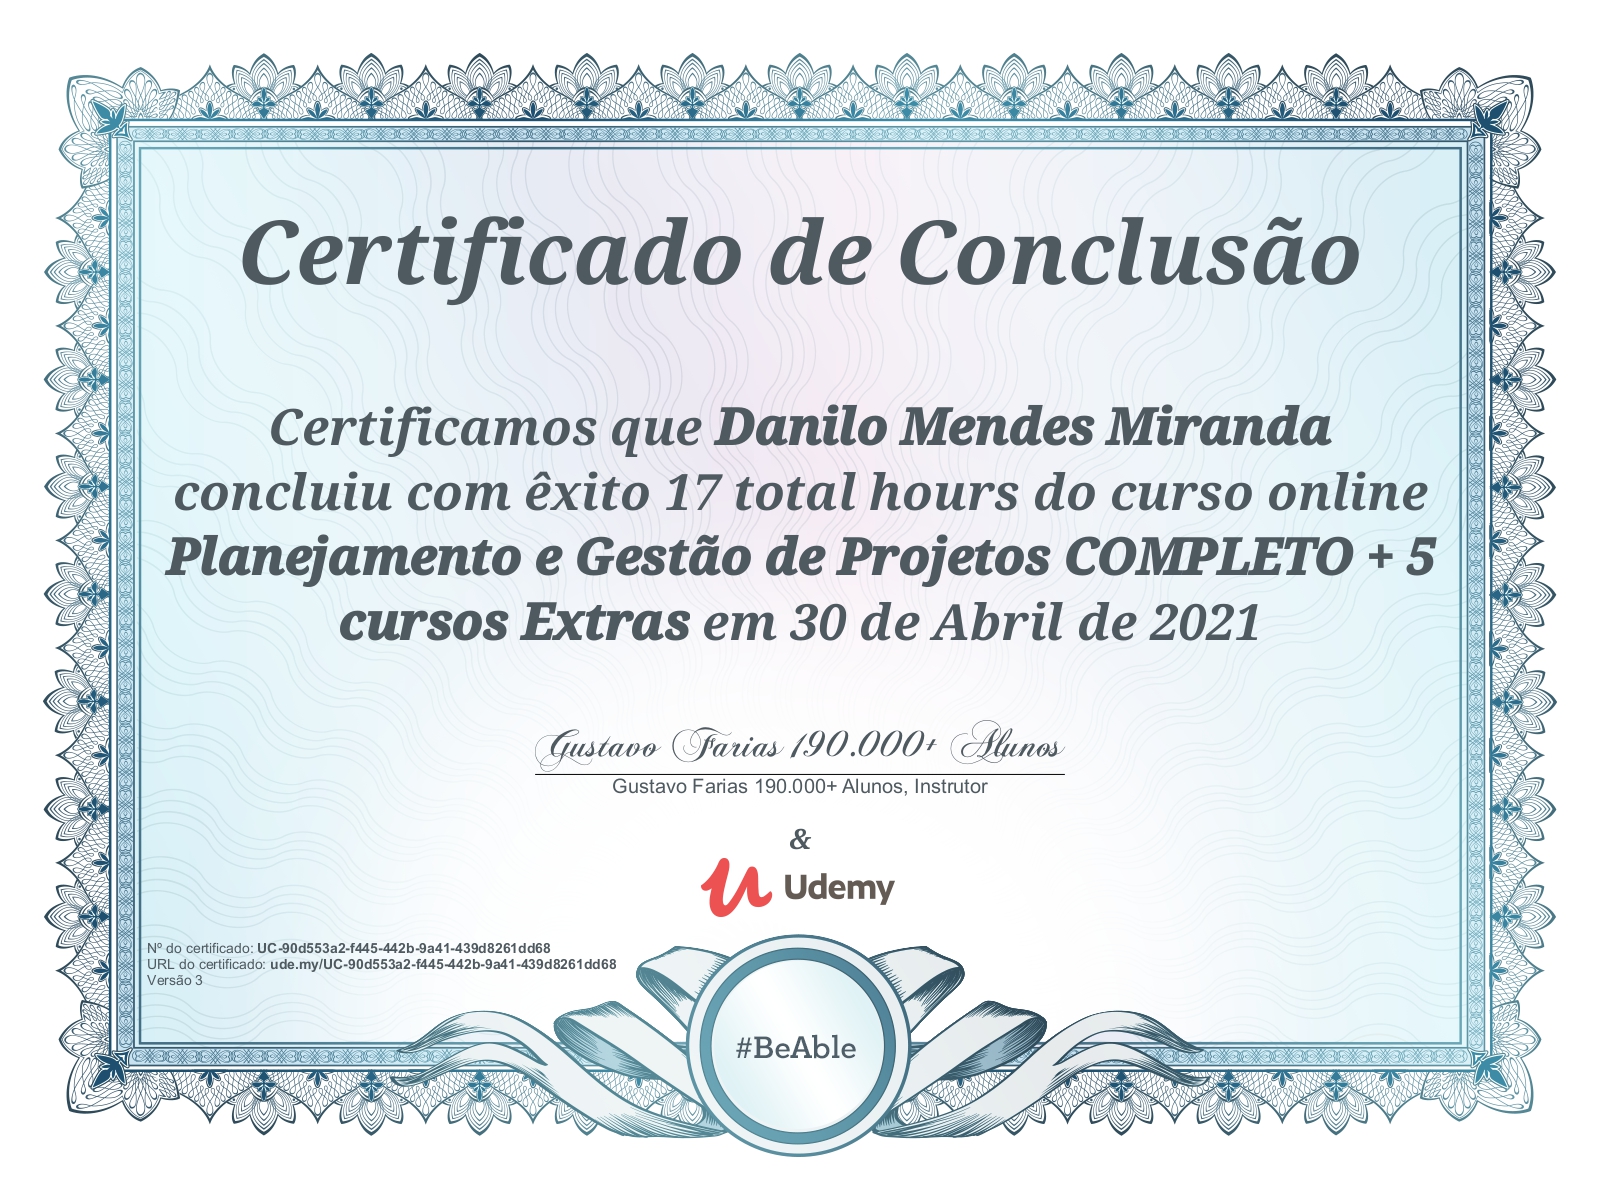 Certificado de Conclusão
Certificamos que Danilo Mendes Miranda
concluiu com êxito 17 total hours do curso online
Planejamento e Gestão de Projetos COMPLETO + 5
cursos Extras em 30 de Abril de 2021
Gustavo Farias 190.000+ Alunos
Gustavo Farias 190.000+ Alunos, Instrutor
&
Udemy
Nº do certificado: UC-90d553a2-f445-442b-9a41-439d8261dd68
URL do certificado: ude.my/UC-90d553a2-f445-442b-9a41-439d8261dd68
Versão 3
#BeAble